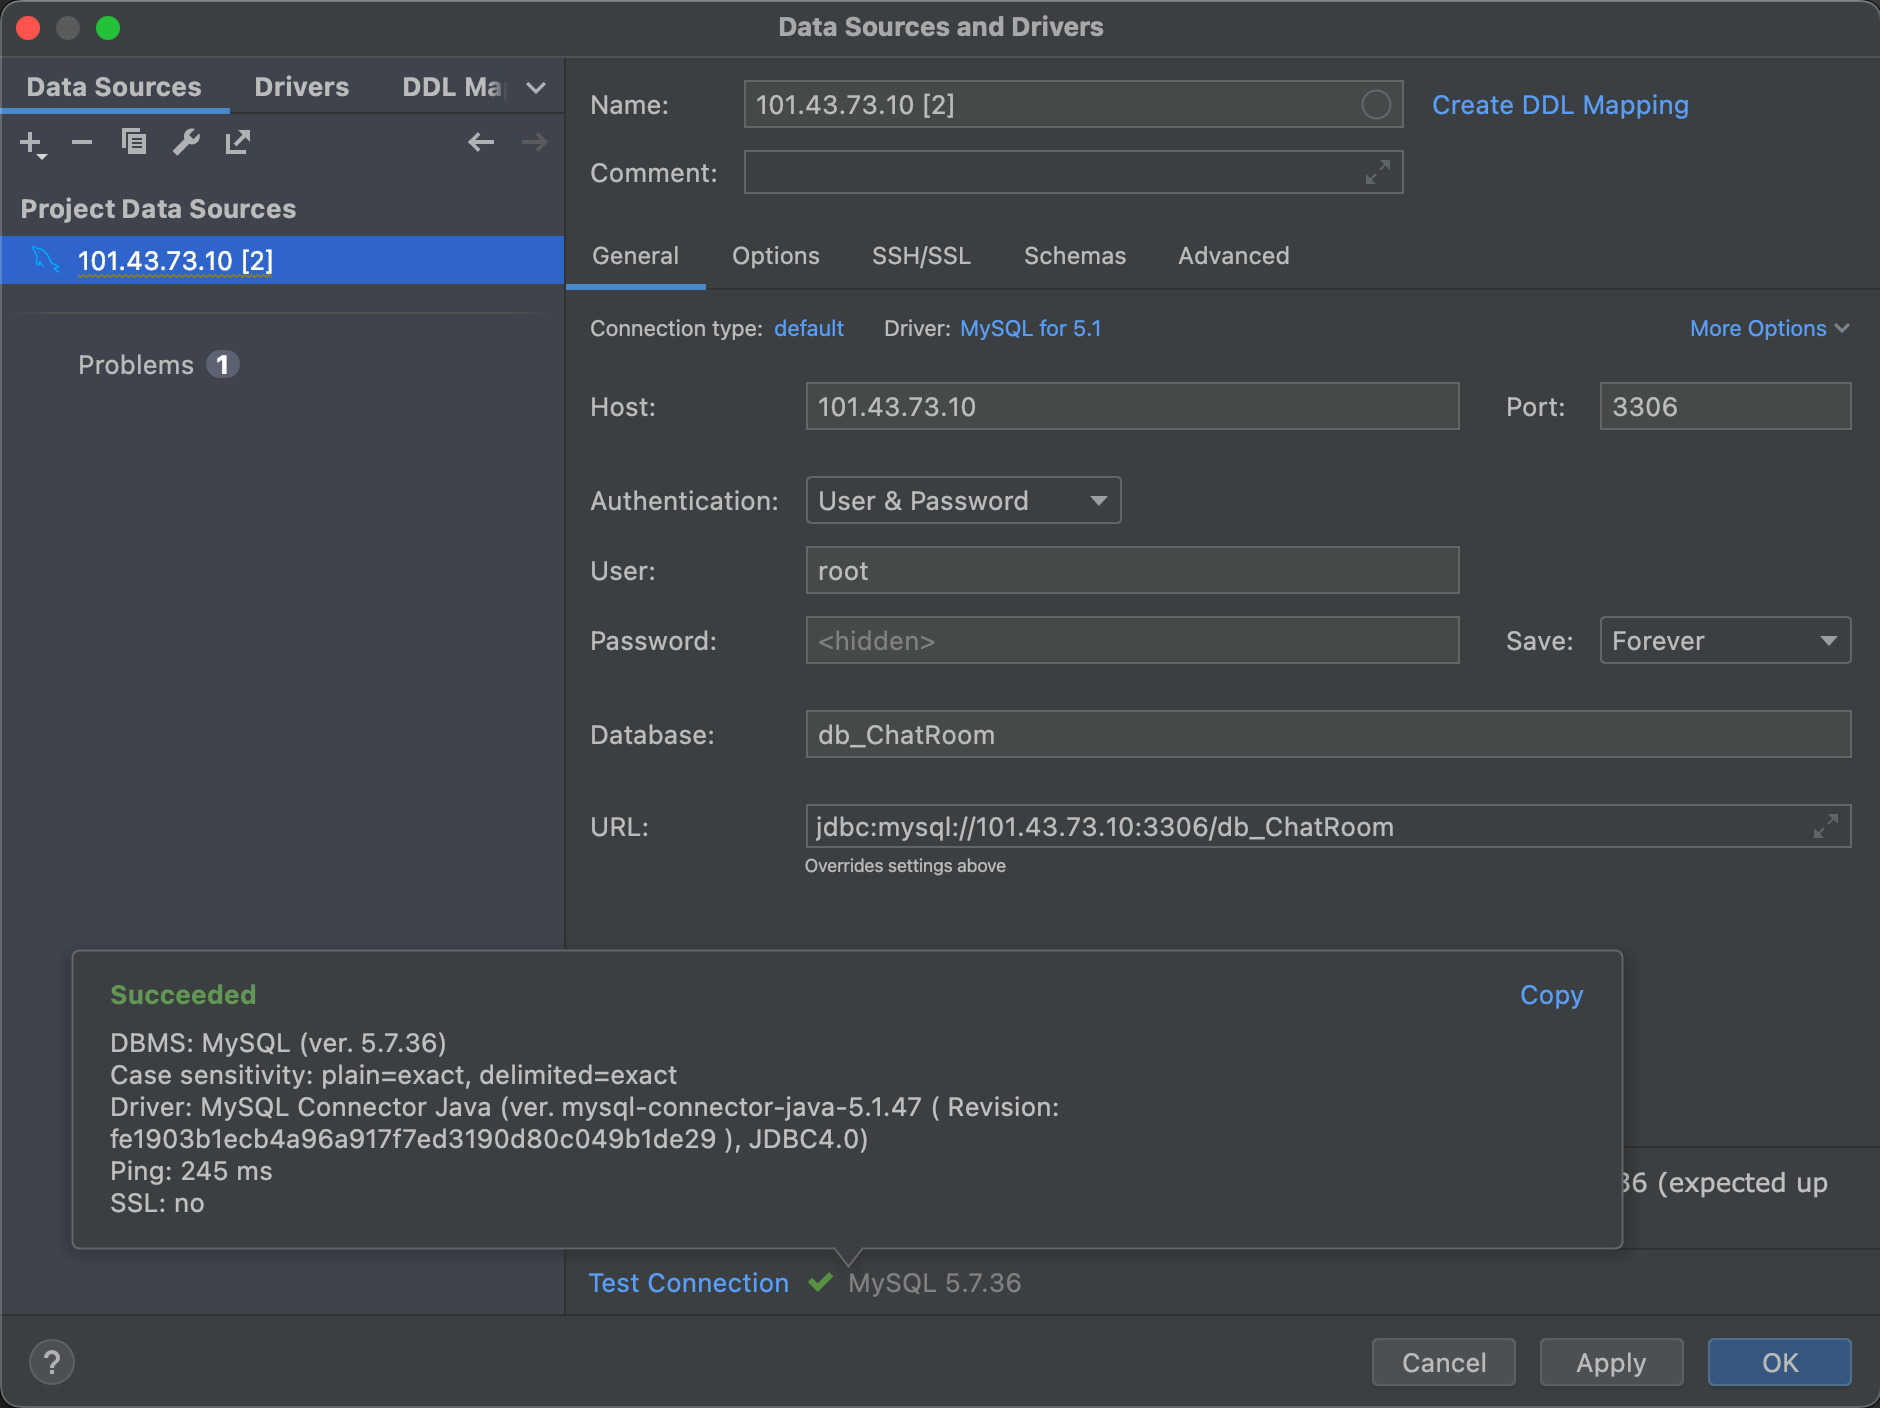 Data Sources and Drivers
Data Sources Drivers DDL Ma
Project Data Sources
101.43.73.10 [2]
Problems 1
Name: 101.43.73.10 [2] Create DDL Mapping
Comment:
General Options SSH/SSL Schemas Advanced
Connection type: default Driver: MySQL for 5.1 More Options
Host: 101.43.73.10 Port: 3306
Authentication: User & Password
User: root
Password: <hidden> Save: Forever
Database: db_ChatRoom
URL: jdbc:mysql://101.43.73.10:3306/db_ChatRoom
Overrides settings above
Succeeded Copy
DBMS: MySQL (ver. 5.7.36)
Case sensitivity: plain=exact, delimited=exact
Driver: MySQL Connector Java (ver. mysql-connector-java-5.1.47 ( Revision:
fe1903b1ecb4a96a917f7ed3190d80c049b1de29 ), JDBC4.0)
Ping: 245 ms
SSL: no
36 (expected up
Test Connection MySQL 5.7.36
? Cancel Apply OK